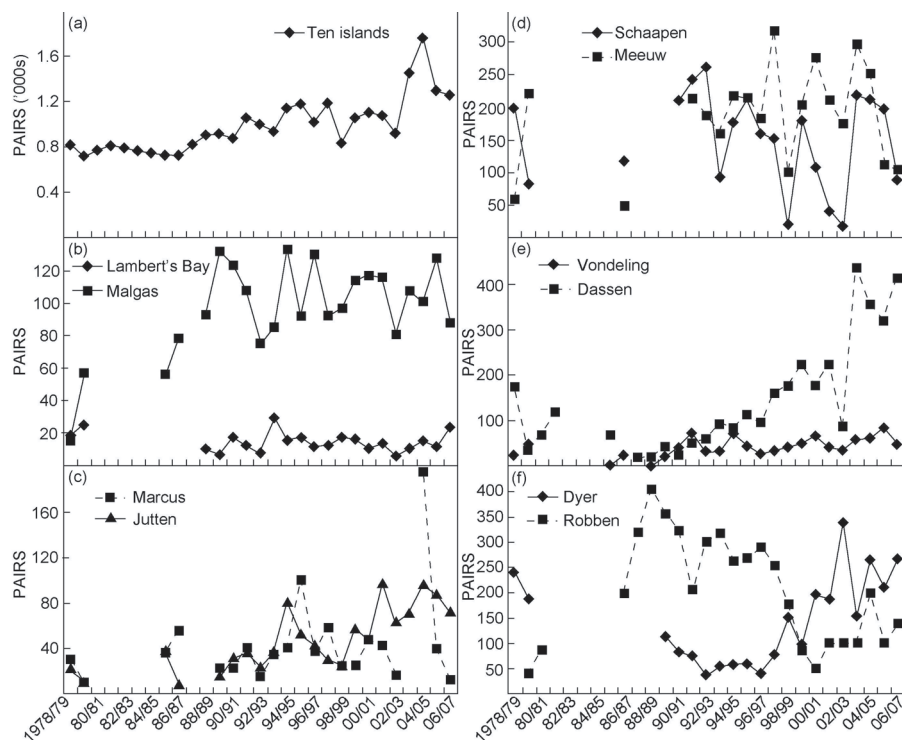 (a)
Ten islands
PAIRS ('000s)
1.6
1.2
0.8
0.4
(b)
Lambert's Bay
Malgas
PAIRS
120
100
80
60
40
20
(c)
Marcus
Jutten
PAIRS
160
120
80
40
1978/79
80/81
82/83
84/85
86/87
88/89
90/91
92/93
94/95
96/97
98/99
00/01
02/03
04/05
06/07
(d)
Schaapen
Meeuw
PAIRS
300
250
200
150
100
50
(e)
Vondeling
Dassen
PAIRS
400
300
200
100
(f)
Dyer
Robben
PAIRS
400
350
300
250
200
150
100
50
1978/79
80/81
82/83
84/85
86/87
88/89
90/91
92/93
94/95
96/97
98/99
00/01
02/03
04/05
06/07